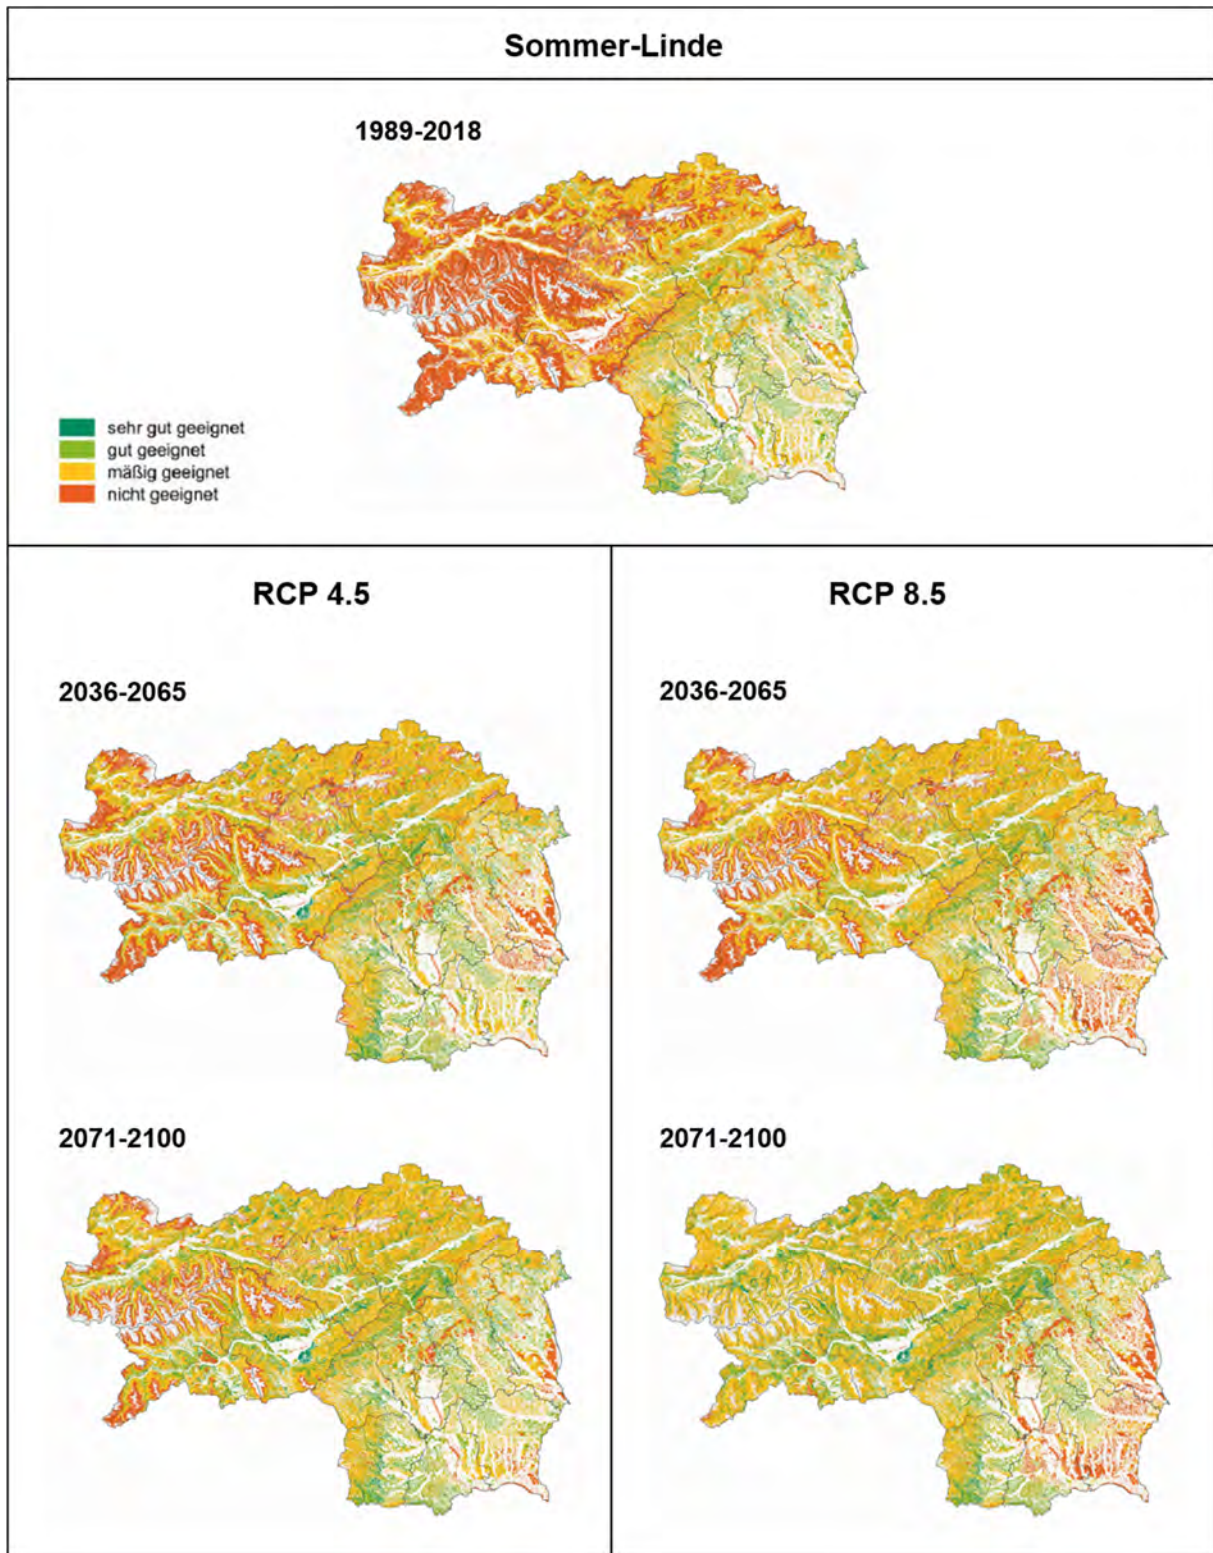 Sommer-Linde
1989-2018
sehr gut geeignet
gut geeignet
mäßig geeignet
nicht geeignet
RCP 4.5
RCP 8.5
2036-2065
2036-2065
2071-2100
2071-2100